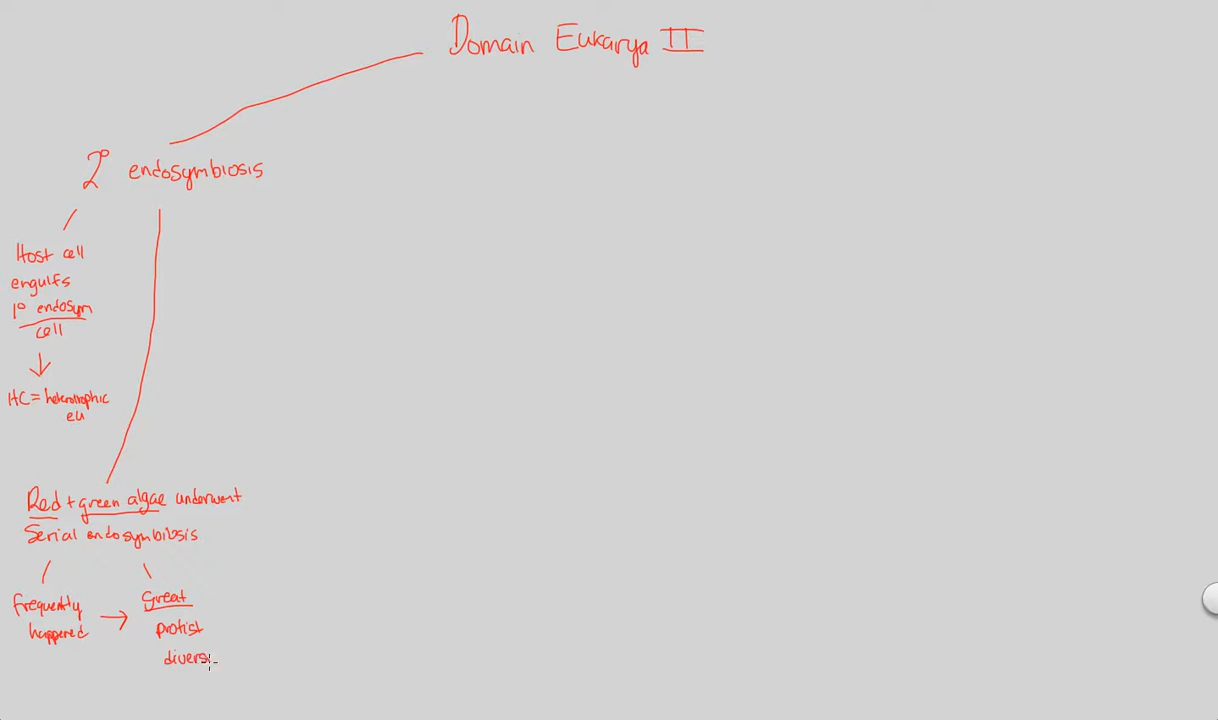 Domain Eukarya II
2° endosymbiosis
Host cell
engulfs
1° endosym
cell
HC = heterotrophic
eu
Red + green algae underwent
Serial endosymbiosis
frequently
happened
Great
protist
divers